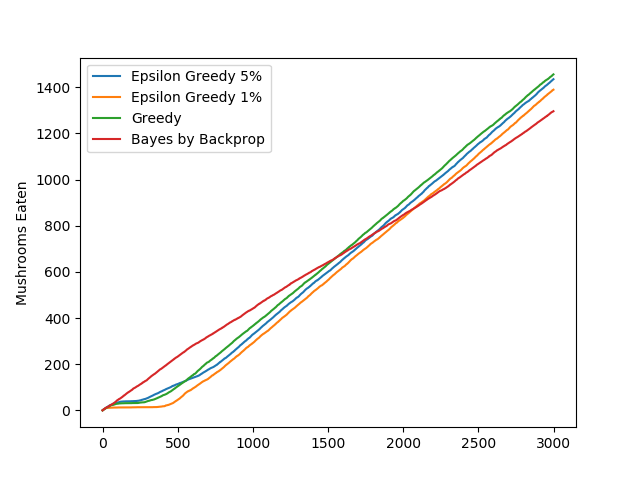 Epsilon Greedy 5%
Epsilon Greedy 1%
Greedy
Bayes by Backprop
Mushrooms Eaten
1400
1200
1000
800
600
400
200
0
0 500 1000 1500 2000 2500 3000